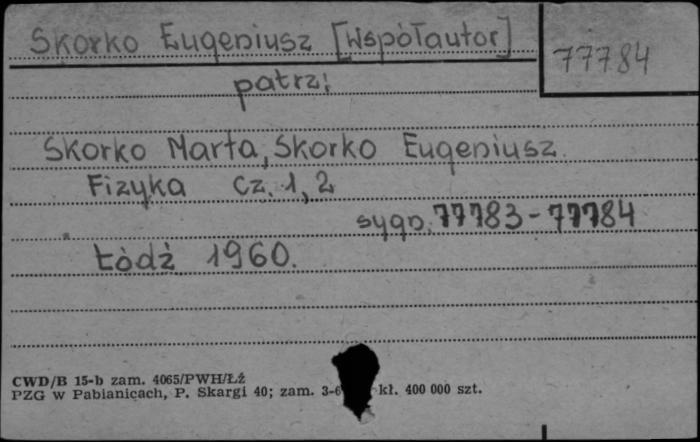 Skorko Eugeniusz [Współautor]
77784
patrz:
Skorko Marta, Skorko Eugeniusz.
Fizyka cz. 1, 2
sygn. 77783-77784
Łódź 1960.
CWD/B 15-b zam. 4065/PWH/Łź
PZG w Pabianicach, P. Skargi 40; zam. kł. 400 000 szt.